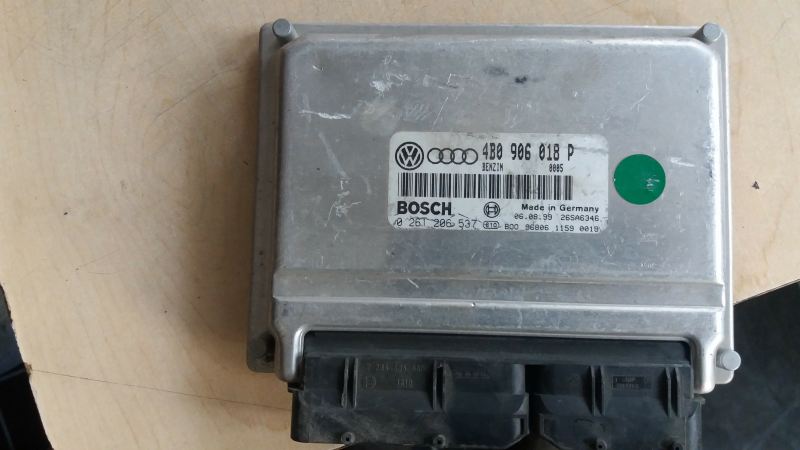 4B0 906 018 P
BENZIN 0005
BOSCH Made in Germany
06.08.99 26SA6346
0 261 206 537 B00 96806 1159 0019